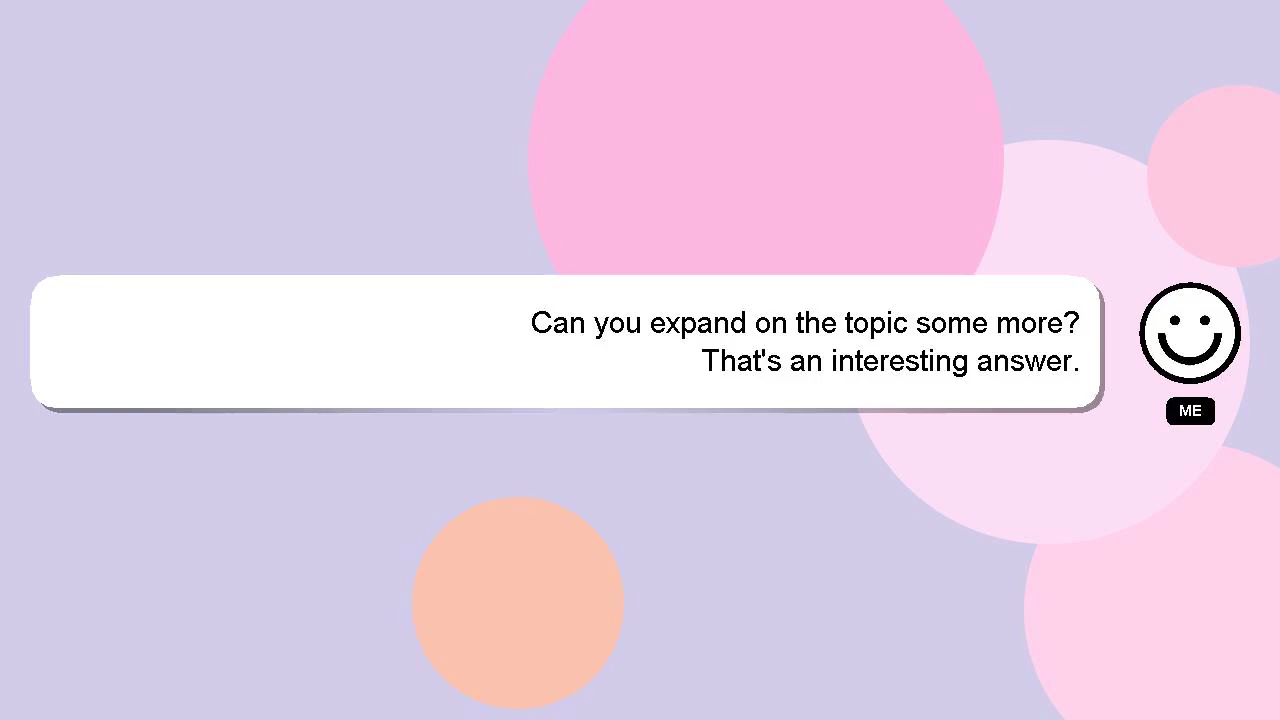 Can you expand on the topic some more?
That's an interesting answer.
ME